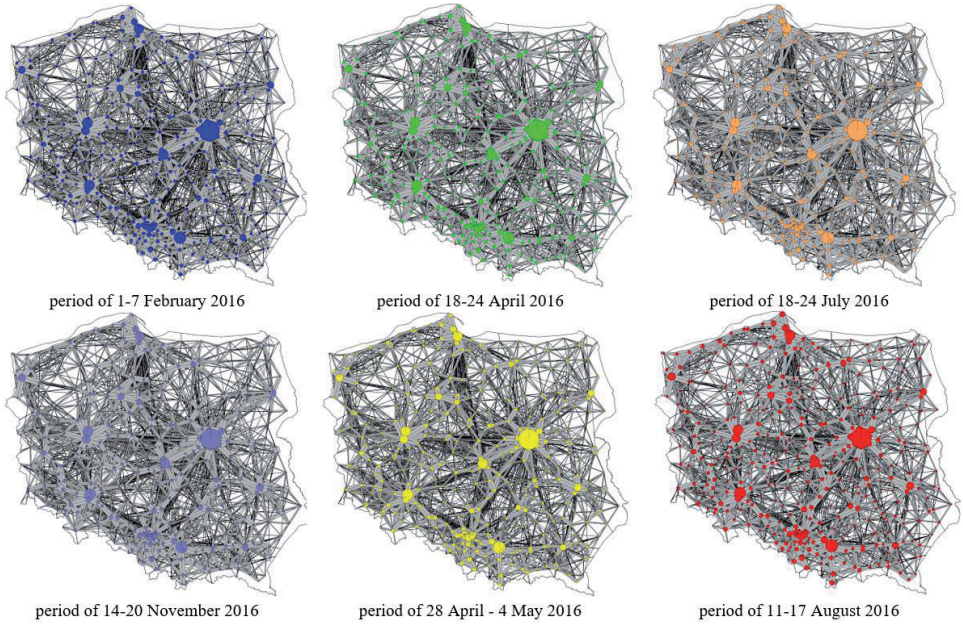 period of 1-7 February 2016
period of 18-24 April 2016
period of 18-24 July 2016
period of 14-20 November 2016
period of 28 April - 4 May 2016
period of 11-17 August 2016